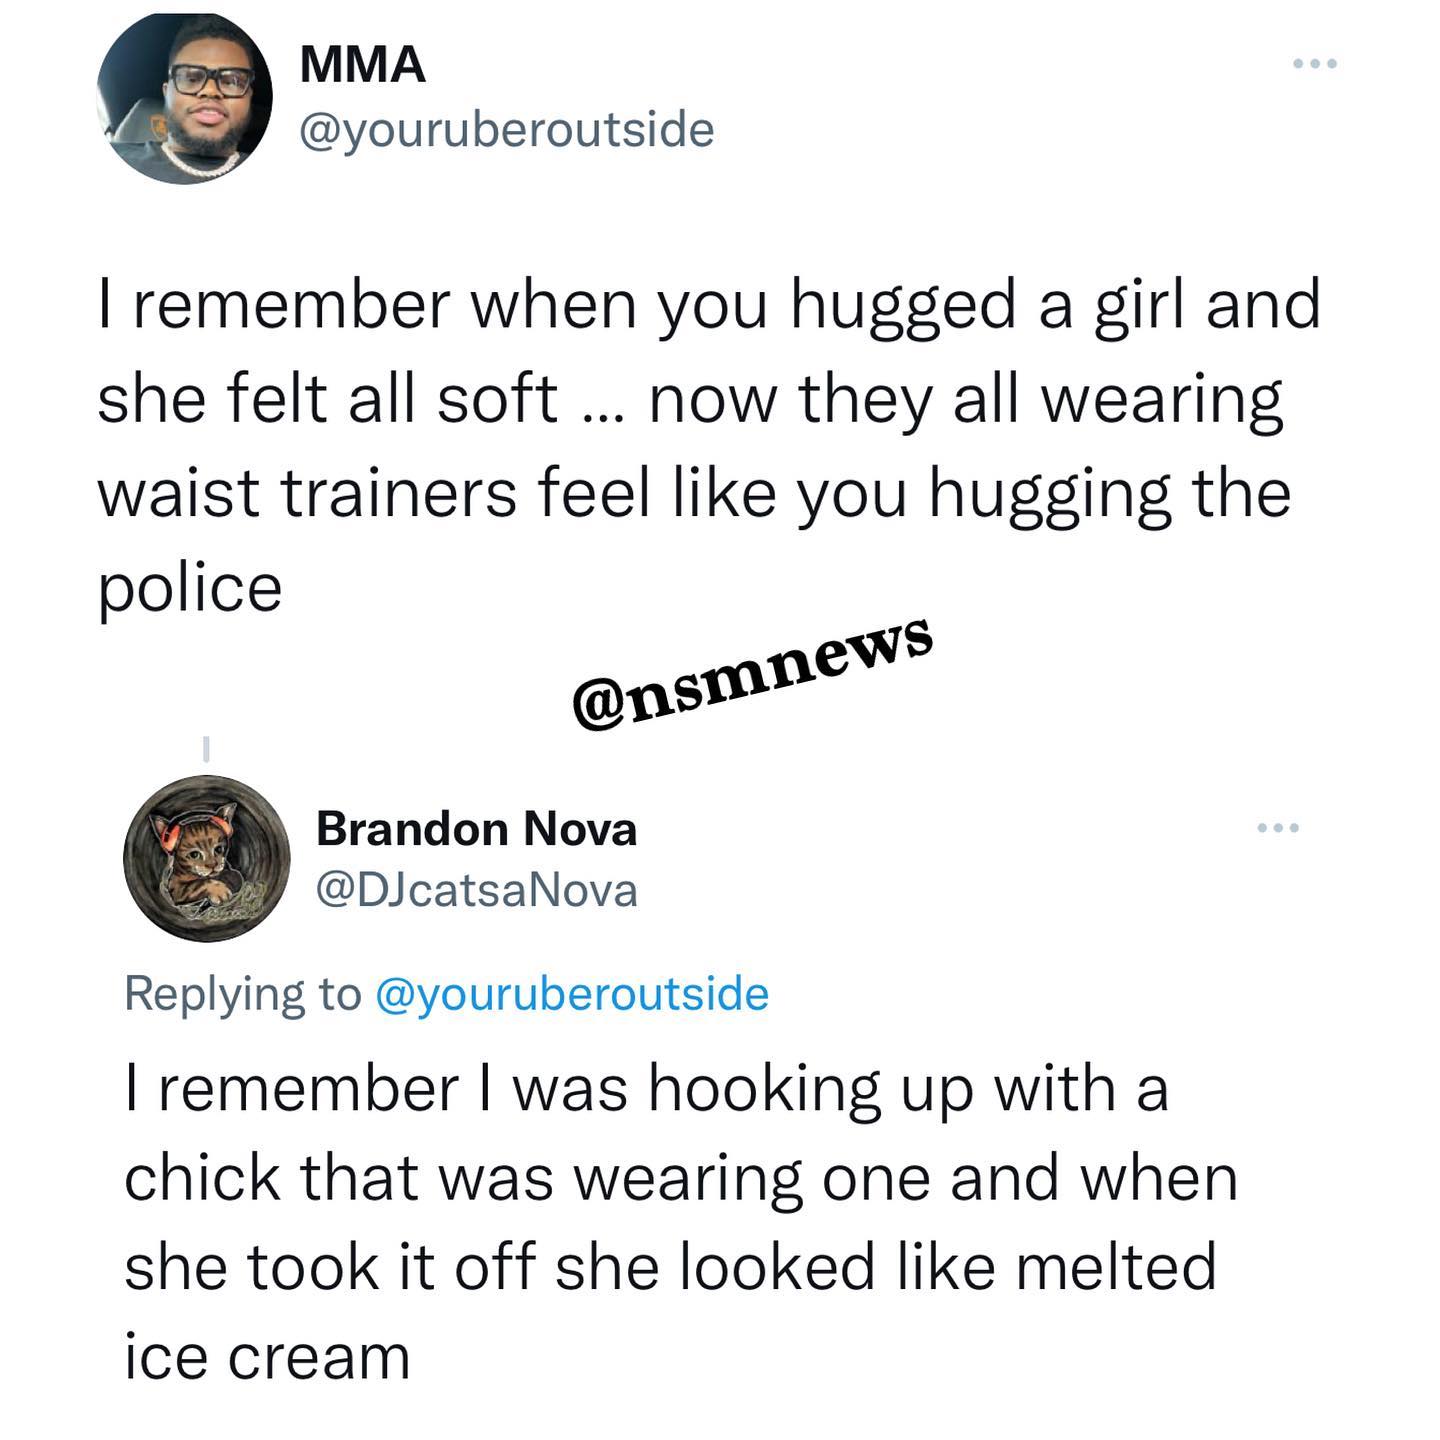 MMA
@youruberoutside
I remember when you hugged a girl and
she felt all soft ... now they all wearing
waist trainers feel like you hugging the
police
@nsmnews
Brandon Nova
@DJcatsaNova
Replying to @youruberoutside
I remember I was hooking up with a
chick that was wearing one and when
she took it off she looked like melted
ice cream